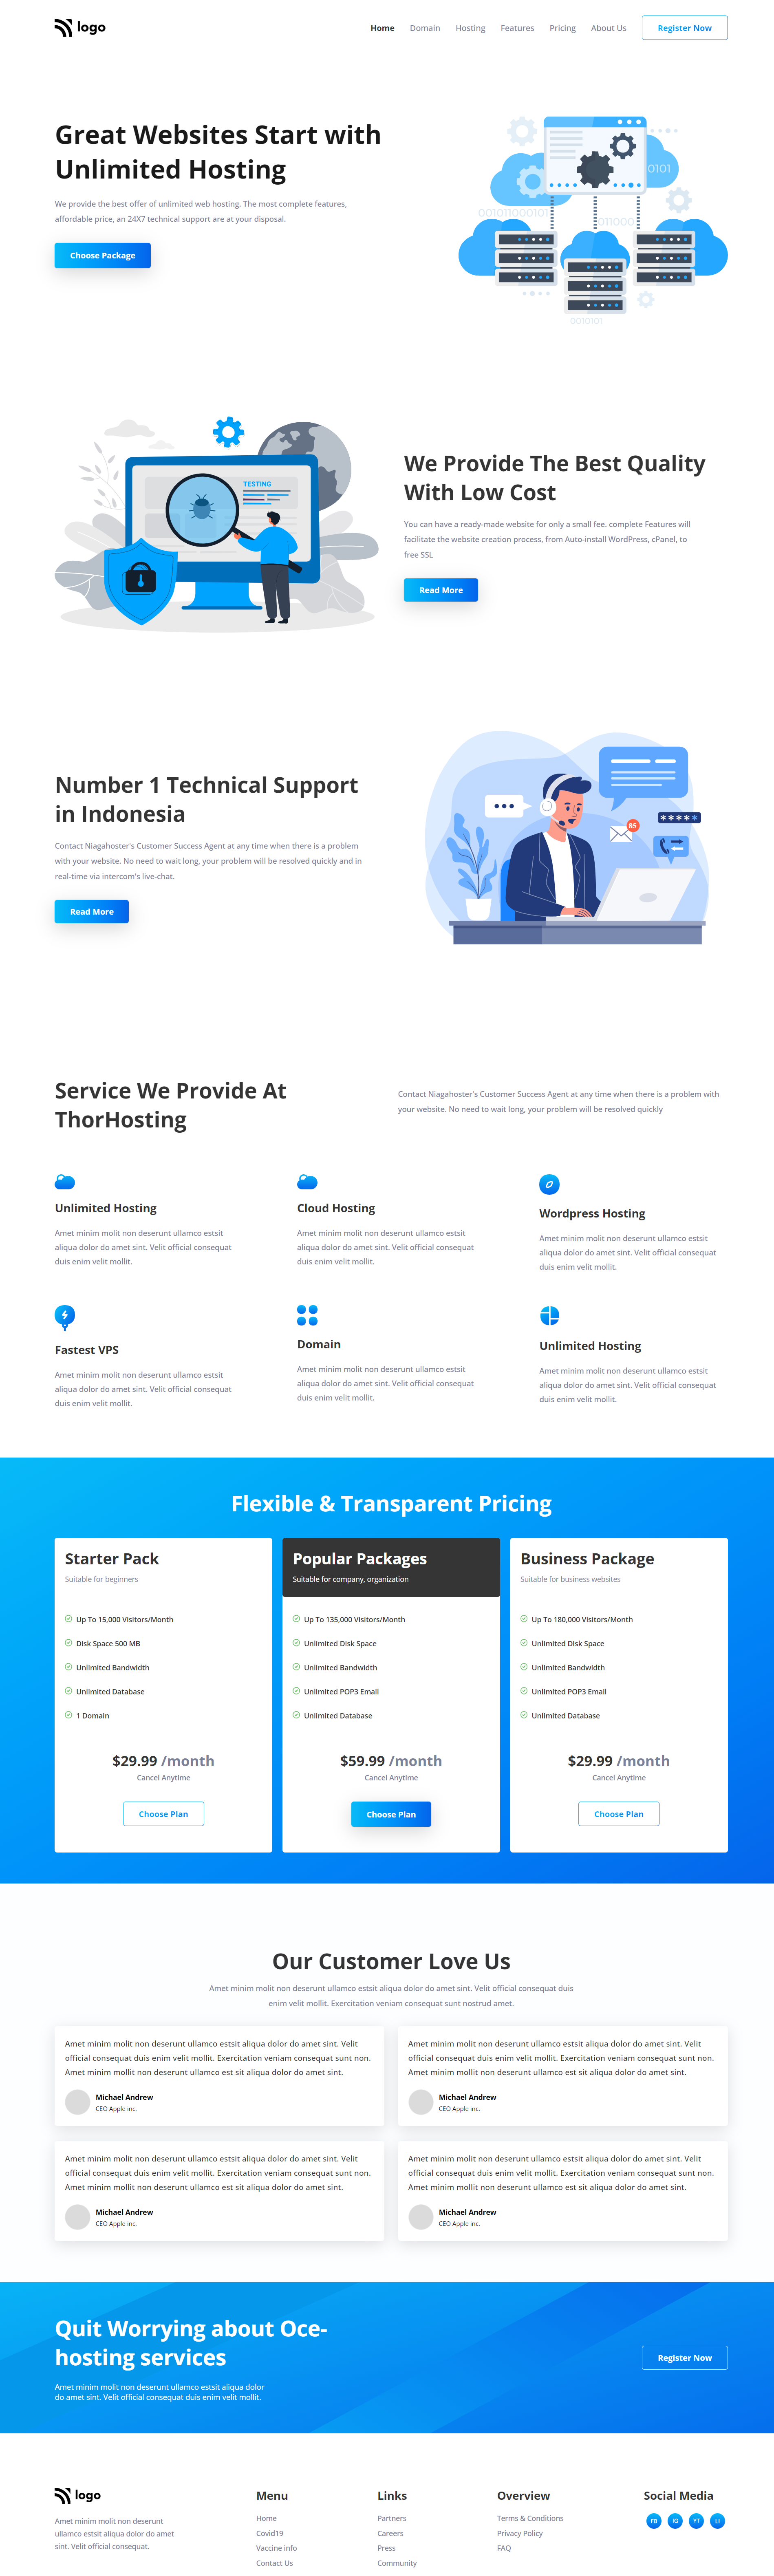 logo
Home Domain Hosting Features Pricing About Us Register Now
Great Websites Start with
Unlimited Hosting
We provide the best offer of unlimited web hosting. The most complete features,
affordable price, an 24X7 technical support are at your disposal.
Choose Package
0101
001011000101
011000
0010101
TESTING
We Provide The Best Quality
With Low Cost
You can have a ready-made website for only a small fee. complete Features will
facilitate the website creation process, from Auto-install WordPress, cPanel, to
free SSL
Read More
Number 1 Technical Support
in Indonesia
Contact Niagahoster's Customer Success Agent at any time when there is a problem
with your website. No need to wait long, your problem will be resolved quickly and in
real-time via intercom's live-chat.
Read More
85
Service We Provide At
ThorHosting
Contact Niagahoster's Customer Success Agent at any time when there is a problem with
your website. No need to wait long, your problem will be resolved quickly
Unlimited Hosting
Amet minim molit non deserunt ullamco estsit
aliqua dolor do amet sint. Velit official consequat
duis enim velit mollit.
Cloud Hosting
Amet minim molit non deserunt ullamco estsit
aliqua dolor do amet sint. Velit official consequat
duis enim velit mollit.
Wordpress Hosting
Amet minim molit non deserunt ullamco estsit
aliqua dolor do amet sint. Velit official consequat
duis enim velit mollit.
Fastest VPS
Amet minim molit non deserunt ullamco estsit
aliqua dolor do amet sint. Velit official consequat
duis enim velit mollit.
Domain
Amet minim molit non deserunt ullamco estsit
aliqua dolor do amet sint. Velit official consequat
duis enim velit mollit.
Unlimited Hosting
Amet minim molit non deserunt ullamco estsit
aliqua dolor do amet sint. Velit official consequat
duis enim velit mollit.
Flexible & Transparent Pricing
Starter Pack
Suitable for beginners
Up To 15,000 Visitors/Month
Disk Space 500 MB
Unlimited Bandwidth
Unlimited Database
1 Domain
$29.99 /month
Cancel Anytime
Choose Plan
Popular Packages
Suitable for company, organization
Up To 135,000 Visitors/Month
Unlimited Disk Space
Unlimited Bandwidth
Unlimited POP3 Email
Unlimited Database
$59.99 /month
Cancel Anytime
Choose Plan
Business Package
Suitable for business websites
Up To 180,000 Visitors/Month
Unlimited Disk Space
Unlimited Bandwidth
Unlimited POP3 Email
Unlimited Database
$29.99 /month
Cancel Anytime
Choose Plan
Our Customer Love Us
Amet minim molit non deserunt ullamco estsit aliqua dolor do amet sint. Velit official consequat duis
enim velit mollit. Exercitation veniam consequat sunt nostrud amet.
Amet minim molit non deserunt ullamco estsit aliqua dolor do amet sint. Velit
official consequat duis enim velit mollit. Exercitation veniam consequat sunt non.
Amet minim mollit non deserunt ullamco est sit aliqua dolor do amet sint.
Michael Andrew
CEO Apple inc.
Amet minim molit non deserunt ullamco estsit aliqua dolor do amet sint. Velit
official consequat duis enim velit mollit. Exercitation veniam consequat sunt non.
Amet minim mollit non deserunt ullamco est sit aliqua dolor do amet sint.
Michael Andrew
CEO Apple inc.
Amet minim molit non deserunt ullamco estsit aliqua dolor do amet sint. Velit
official consequat duis enim velit mollit. Exercitation veniam consequat sunt non.
Amet minim mollit non deserunt ullamco est sit aliqua dolor do amet sint.
Michael Andrew
CEO Apple inc.
Amet minim molit non deserunt ullamco estsit aliqua dolor do amet sint. Velit
official consequat duis enim velit mollit. Exercitation veniam consequat sunt non.
Amet minim mollit non deserunt ullamco est sit aliqua dolor do amet sint.
Michael Andrew
CEO Apple inc.
Quit Worrying about Oce-
hosting services
Amet minim molit non deserunt ullamco estsit aliqua dolor
do amet sint. Velit official consequat duis enim velit mollit.
Register Now
logo
Amet minim molit non deserunt
ullamco estsit aliqua dolor do amet
sint. Velit official consequat.
Menu
Home
Covid19
Vaccine info
Contact Us
Links
Partners
Careers
Press
Community
Overview
Terms & Conditions
Privacy Policy
FAQ
Social Media
FB IG YT LI